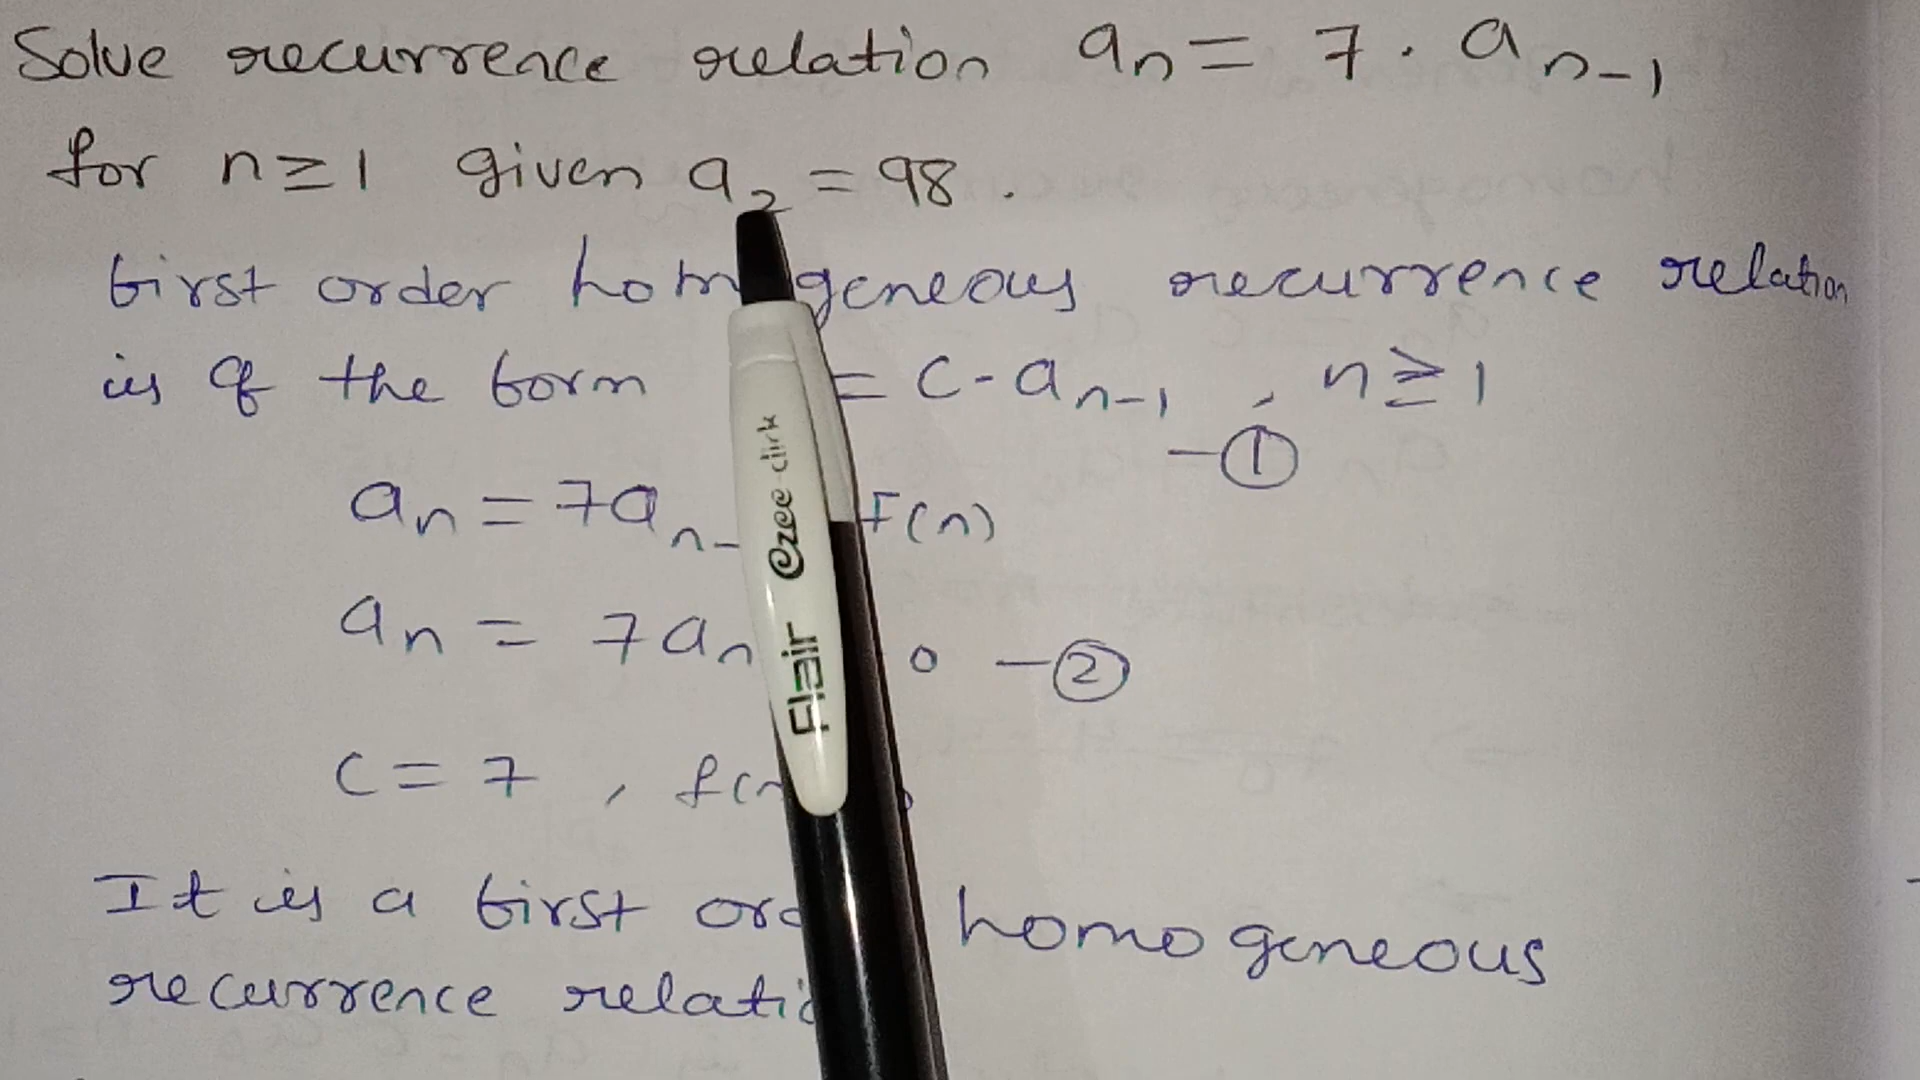 Solve recurrence relation an = 7 . an-1
for n ≥ 1 given a2 = 98 .
first order geneous recurrence relation
is of the form = c - an-1 , n ≥ 1
- ①
an = 7an- F(n)
an = 7an 0 - ②
c = 7 ,
It is a first homogeneous
recurrence
Flair ezee click